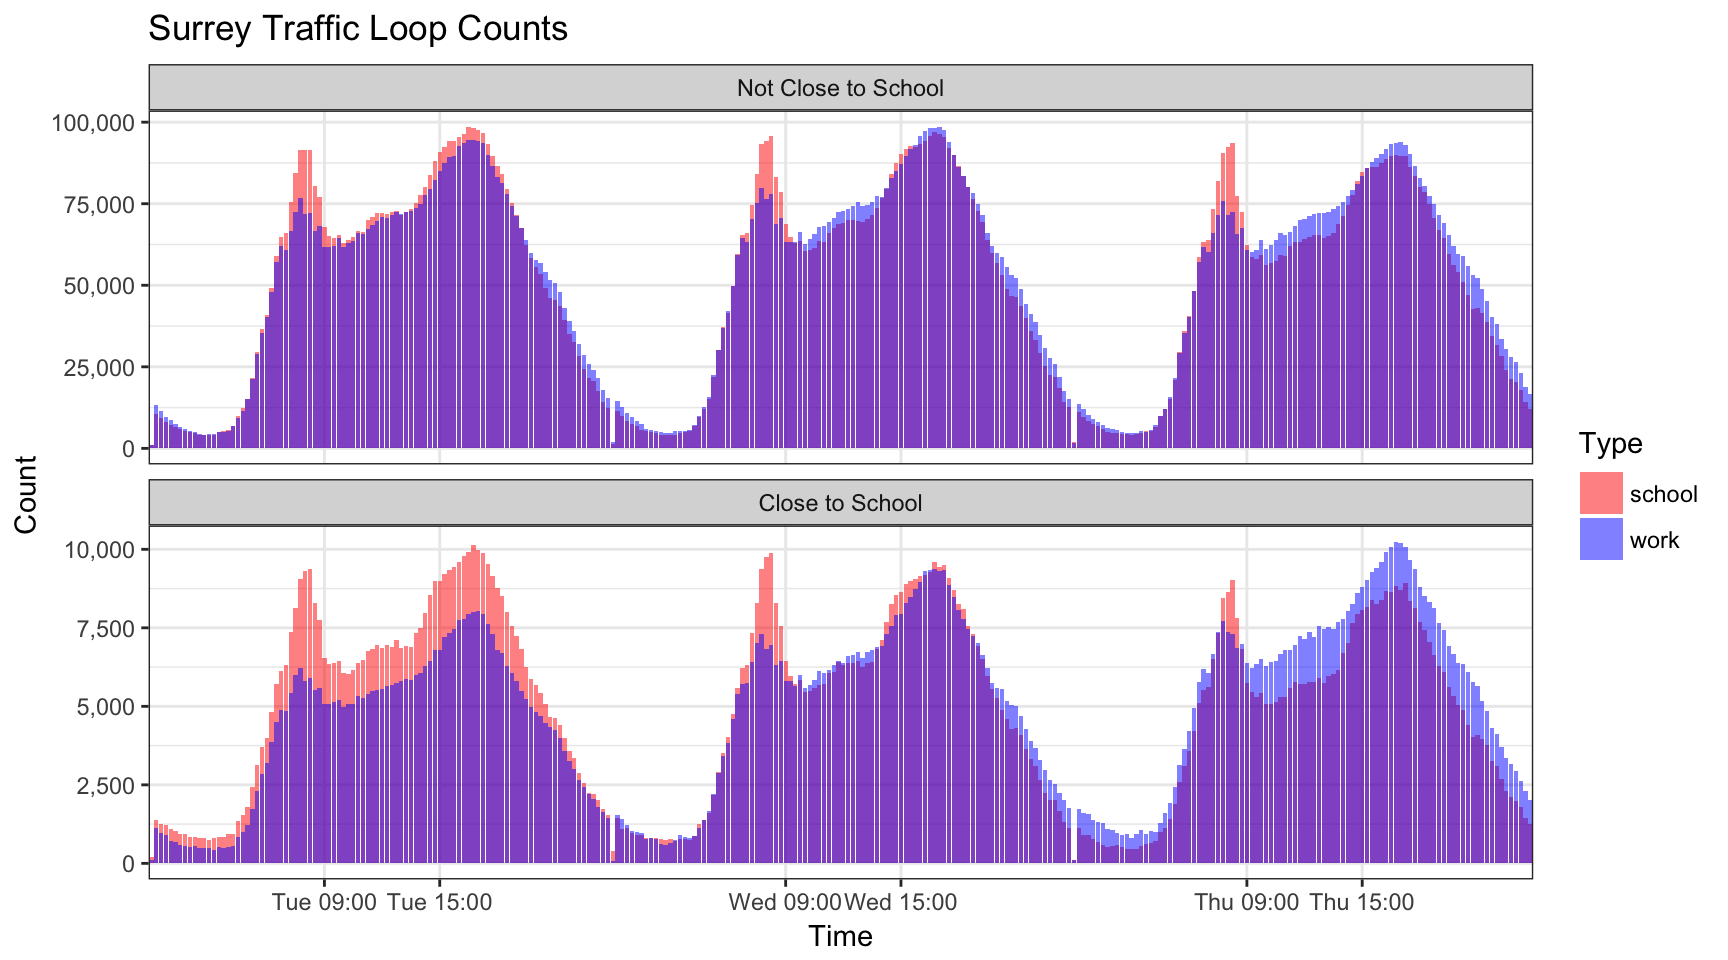 Surrey Traffic Loop Counts
Not Close to School
100,000
75,000
50,000
25,000
0
Close to School
10,000
7,500
5,000
2,500
0
Count
Tue 09:00 Tue 15:00 Wed 09:00 Wed 15:00 Thu 09:00 Thu 15:00
Time
Type
school
work